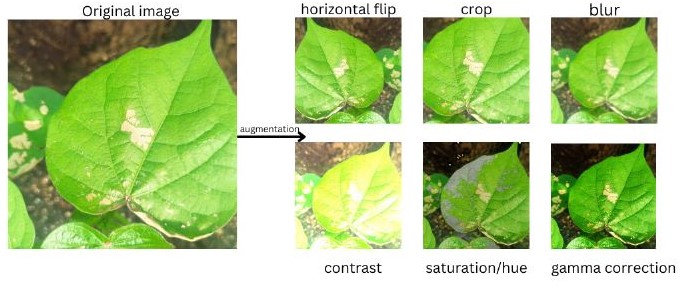 Original image
horizontal flip
crop
blur
augmentation
contrast
saturation/hue
gamma correction